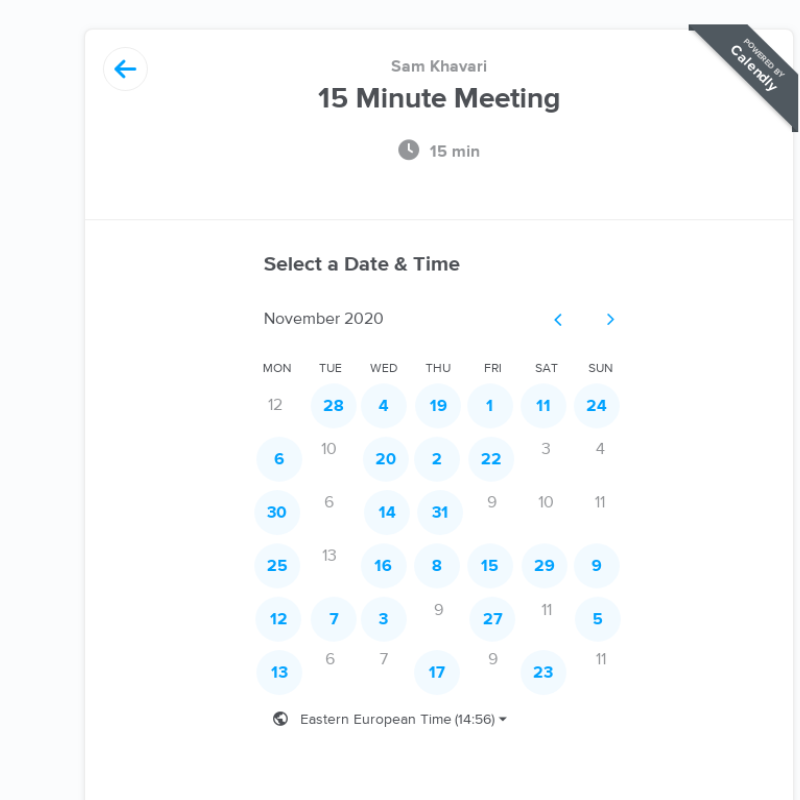 Sam Khavari
POWERED BY
Calendly
15 Minute Meeting
15 min
Select a Date & Time
November 2020
MON TUE WED THU FRI SAT SUN
12 28 4 19 1 11 24
6 10 20 2 22 3 4
30 6 14 31 9 10 11
25 13 16 8 15 29 9
12 7 3 9 27 11 5
13 6 7 17 9 23 11
Eastern European Time (14:56)